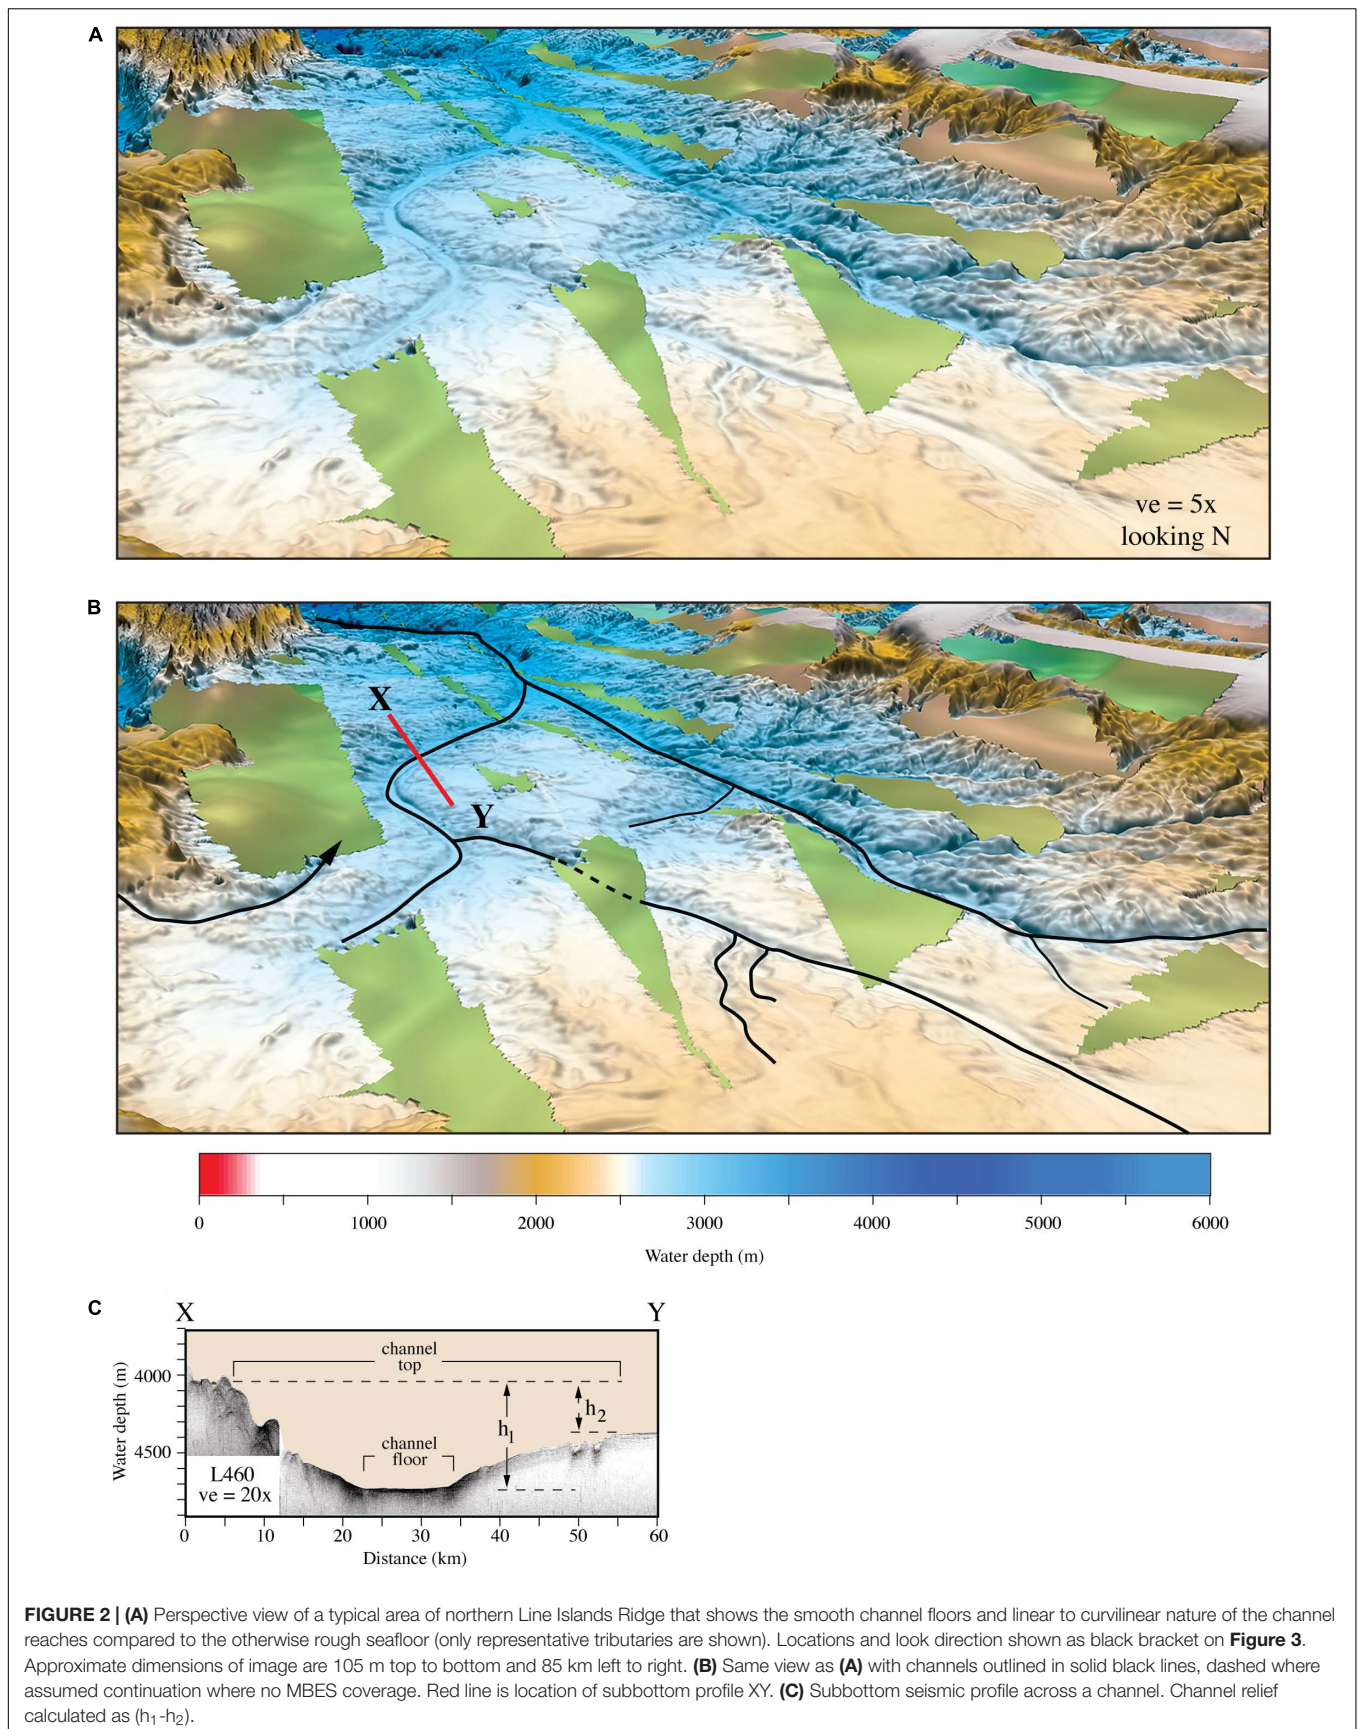 A
ve = 5x
looking N
B
X
Y
0 1000 2000 3000 4000 5000 6000
Water depth (m)
C
X Y
channel
top
4000
h1
h2
channel
floor
4500
Water depth (m)
L460
ve = 20x
0 10 20 30 40 50 60
Distance (km)
FIGURE 2 | (A) Perspective view of a typical area of northern Line Islands Ridge that shows the smooth channel floors and linear to curvilinear nature of the channel
reaches compared to the otherwise rough seafloor (only representative tributaries are shown). Locations and look direction shown as black bracket on Figure 3.
Approximate dimensions of image are 105 m top to bottom and 85 km left to right. (B) Same view as (A) with channels outlined in solid black lines, dashed where
assumed continuation where no MBES coverage. Red line is location of subbottom profile XY. (C) Subbottom seismic profile across a channel. Channel relief
calculated as (h1-h2).